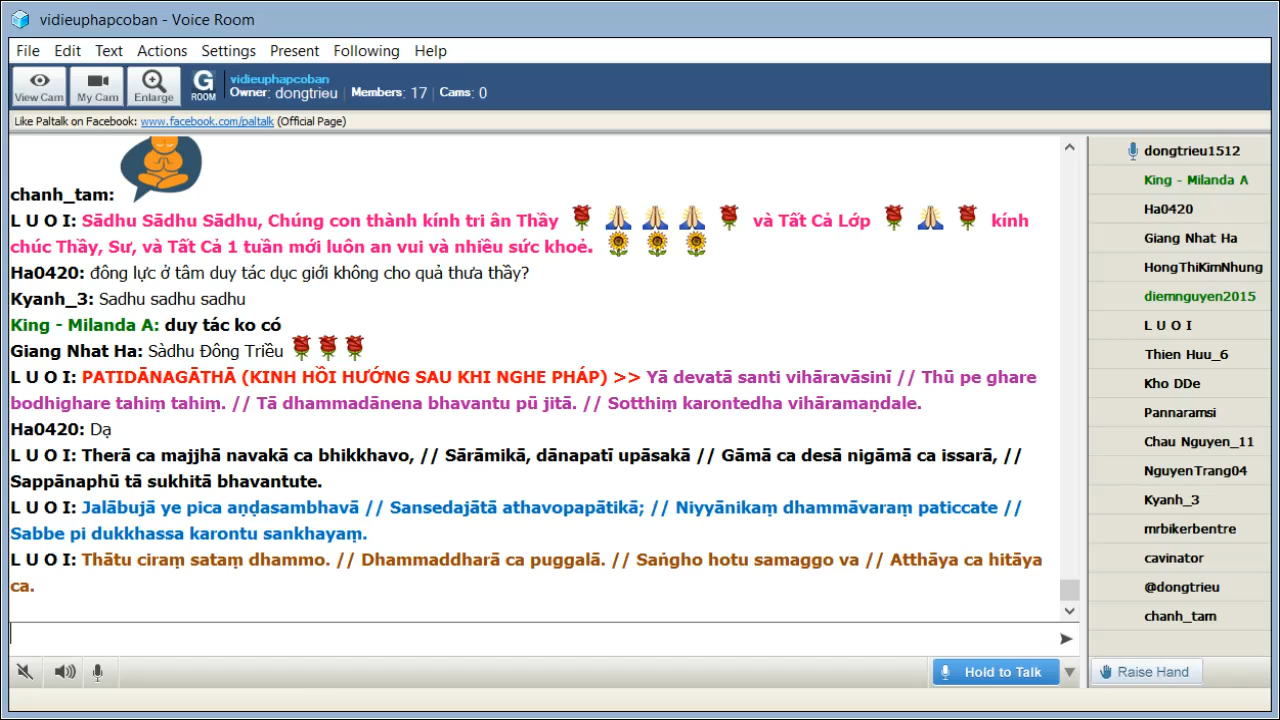 vidieuphapcoban - Voice Room
File Edit Text Actions Settings Present Following Help
View Cam My Cam Enlarge G ROOM vidieuphapcoban
Owner: dongtrieu Members: 17 Cams: 0
Like Paltalk on Facebook: www.facebook.com/paltalk (Official Page)
chanh_tam:
L U O I: Sādhu Sādhu Sādhu, Chúng con thành kính tri ân Thầy và Tất Cả Lớp kính
chúc Thầy, Sư, và Tất Cả 1 tuần mới luôn an vui và nhiều sức khoẻ.
Ha0420: đông lực ở tâm duy tác dục giới không cho quả thưa thầy?
Kyanh_3: Sadhu sadhu sadhu
King - Milanda A: duy tác ko có
Giang Nhat Ha: Sàdhu Đông Triều
L U O I: PATIDĀNAGĀTHĀ (KINH HỒI HƯỚNG SAU KHI NGHE PHÁP) >> Yā devatā santi vihāravāsinī // Thū pe ghare
bodhighare tahiṃ tahiṃ. // Tā dhammadānena bhavantu pū jitā. // Sotthiṃ karontedha vihāramaṇdale.
Ha0420: Dạ
L U O I: Therā ca majjhā navakā ca bhikkhavo, // Sārāmikā, dānapatī upāsakā // Gāmā ca desā nigāmā ca issarā, //
Sappānaphū tā sukhitā bhavantute.
L U O I: Jalābujā ye pica aṇḍasambhavā // Sansedajātā athavopapātikā; // Niyyānikaṃ dhammāvaraṃ paticcate //
Sabbe pi dukkhassa karontu sankhayaṃ.
L U O I: Thātu ciraṃ sataṃ dhammo. // Dhammaddharā ca puggalā. // Saṅgho hotu samaggo va // Atthāya ca hitāya
ca.
Hold to Talk
dongtrieu1512
King - Milanda A
Ha0420
Giang Nhat Ha
HongThiKimNhung
diemnguyen2015
L U O I
Thien Huu_6
Kho DDe
Pannaramsi
Chau Nguyen_11
NguyenTrang04
Kyanh_3
mrbikerbentre
cavinator
@dongtrieu
chanh_tam
Raise Hand